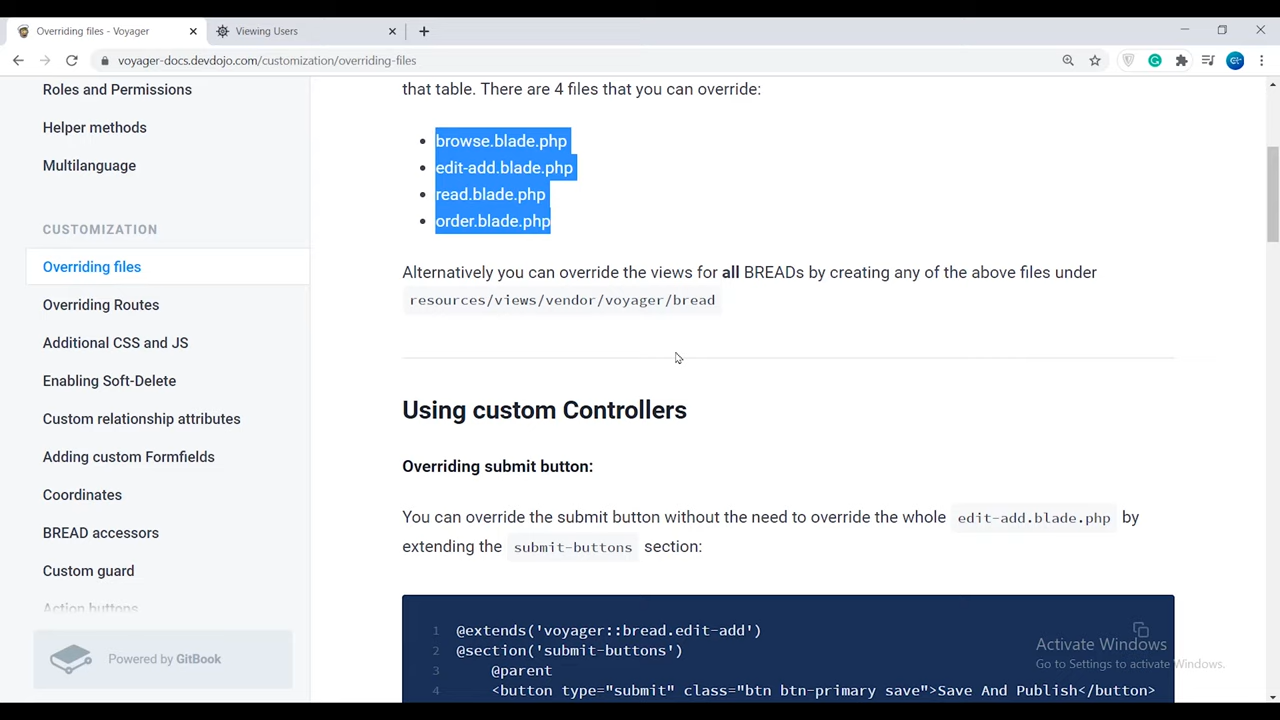 Overriding files - Voyager
Viewing Users
voyager-docs.devdojo.com/customization/overriding-files
Roles and Permissions
Helper methods
Multilanguage
CUSTOMIZATION
Overriding files
Overriding Routes
Additional CSS and JS
Enabling Soft-Delete
Custom relationship attributes
Adding custom Formfields
Coordinates
BREAD accessors
Custom guard
Action buttons
Powered by GitBook
that table. There are 4 files that you can override:
• browse.blade.php
• edit-add.blade.php
• read.blade.php
• order.blade.php
Alternatively you can override the views for all BREADs by creating any of the above files under
resources/views/vendor/voyager/bread
Using custom Controllers
Overriding submit button:
You can override the submit button without the need to override the whole edit-add.blade.php by
extending the submit-buttons section:
1 @extends('voyager::bread.edit-add')
2 @section('submit-buttons')
3 @parent
4 <button type="submit" class="btn btn-primary save">Save And Publish</button>
Activate Windows
Go to Settings to activate Windows.